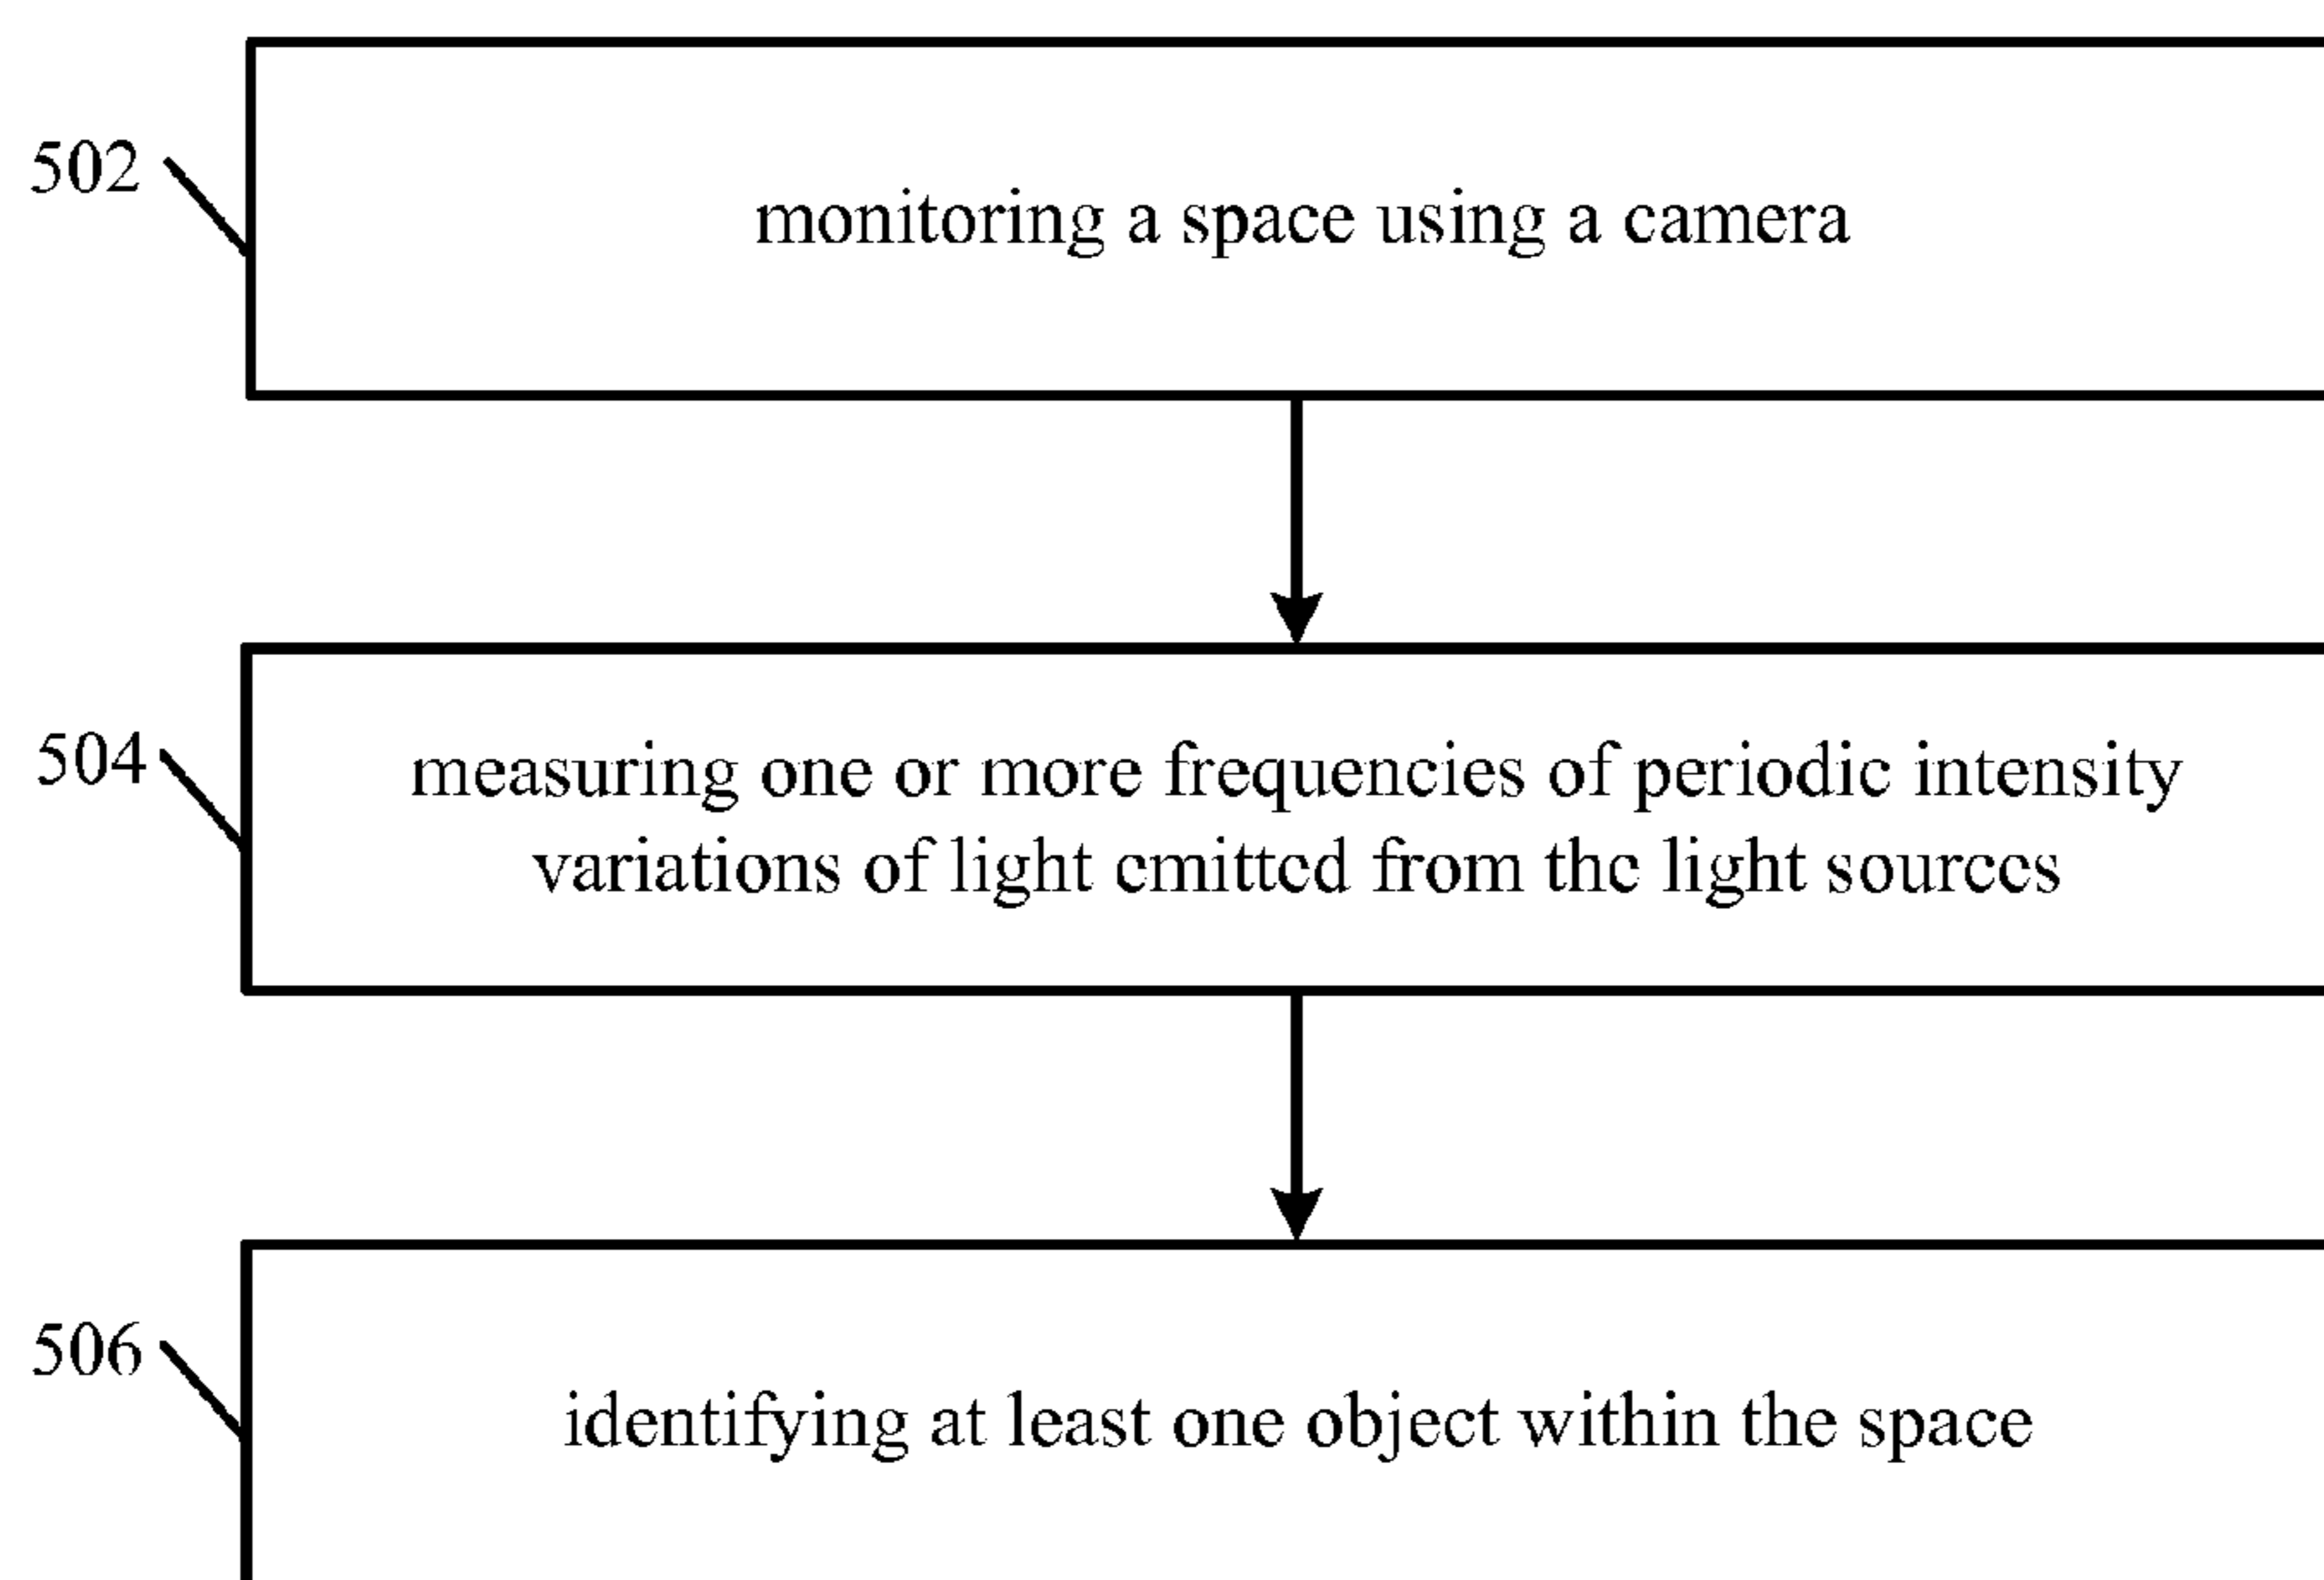 502
monitoring a space using a camera
504
measuring one or more frequencies of periodic intensity
variations of light emitted from the light sources
506
identifying at least one object within the space